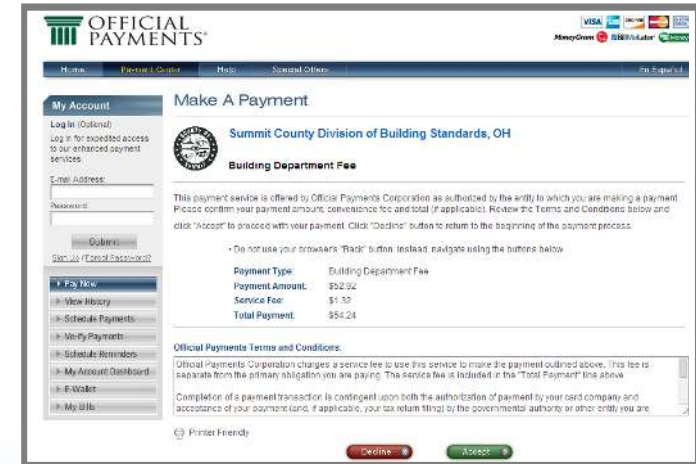 OFFICIAL
PAYMENTS
VISA
MoneyGram BillMeLater
Home Payment Center Help Special Offers En Español
My Account
Log In (Optional)
Log in for expedited access
to our enhanced payment
services.
E-mail Address:
Password:
Submit
Sign Up / Forgot Password?
Pay Now
View History
Schedule Payments
Verify Payments
Schedule Reminders
My Account Dashboard
E-Wallet
My Bills
Make A Payment
Summit County Division of Building Standards, OH
Building Department Fee
This payment service is offered by Official Payments Corporation as authorized by the entity to which you are making a payment.
Please confirm your payment amount, convenience fee and total (if applicable). Review the Terms and Conditions below and
click "Accept" to proceed with your payment. Click "Decline" button to return to the beginning of the payment process.
• Do not use your browser's "Back" button. Instead, navigate using the buttons below.
Payment Type: Building Department Fee
Payment Amount: $52.92
Service Fee: $1.32
Total Payment: $54.24
Official Payments Terms and Conditions:
Official Payments Corporation charges a service fee to use this service to make the payment outlined above. This fee is
separate from the primary obligation you are paying. The service fee is included in the "Total Payment" line above.
Completion of a payment transaction is contingent upon both the authorization of payment by your card company and
acceptance of your payment (and, if applicable, your tax return filing) by the governmental authority or other entity you are
Printer Friendly
Decline Accept